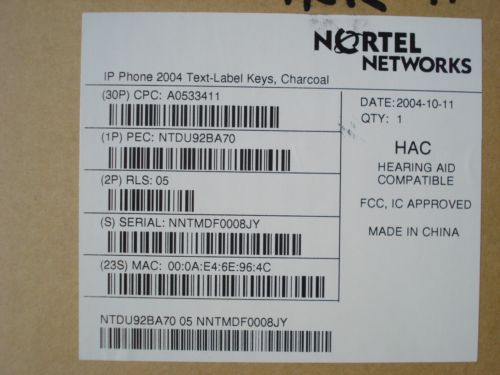 NORTEL
NETWORKS
IP Phone 2004 Text-Label Keys, Charcoal
(30P) CPC: A0533411
(1P) PEC: NTDU92BA70
(2P) RLS: 05
(S) SERIAL: NNTMDF0008JY
(23S) MAC: 00:0A:E4:6E:96:4C
NTDU92BA70 05 NNTMDF0008JY
DATE:2004-10-11
QTY: 1
HAC
HEARING AID
COMPATIBLE
FCC, IC APPROVED
MADE IN CHINA